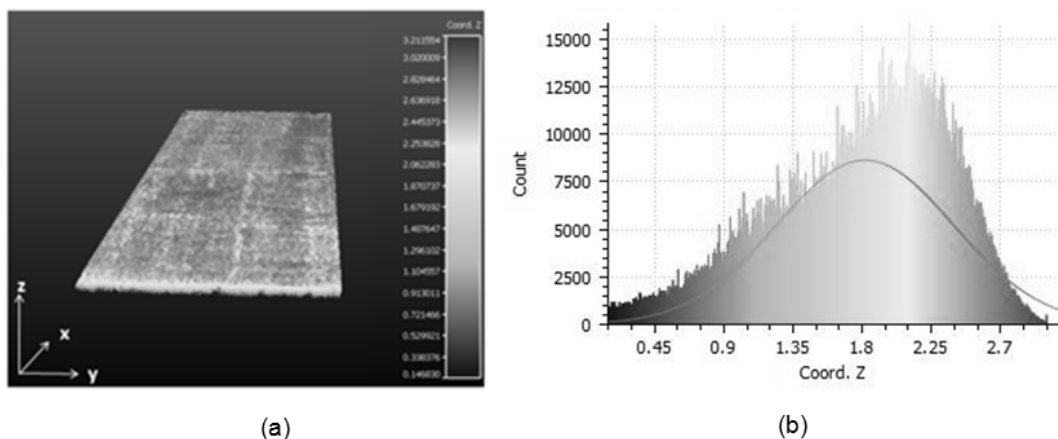 Coord. Z
3.211554
3.020009
2.828464
2.636918
2.445373
2.253828
2.062283
1.870737
1.679192
1.487647
1.296102
1.104557
0.913011
0.721466
0.529921
0.338376
0.146830
z
x
y
(a)
15000
12500
10000
7500
5000
2500
0
Count
0.45 0.9 1.35 1.8 2.25 2.7
Coord. Z
(b)